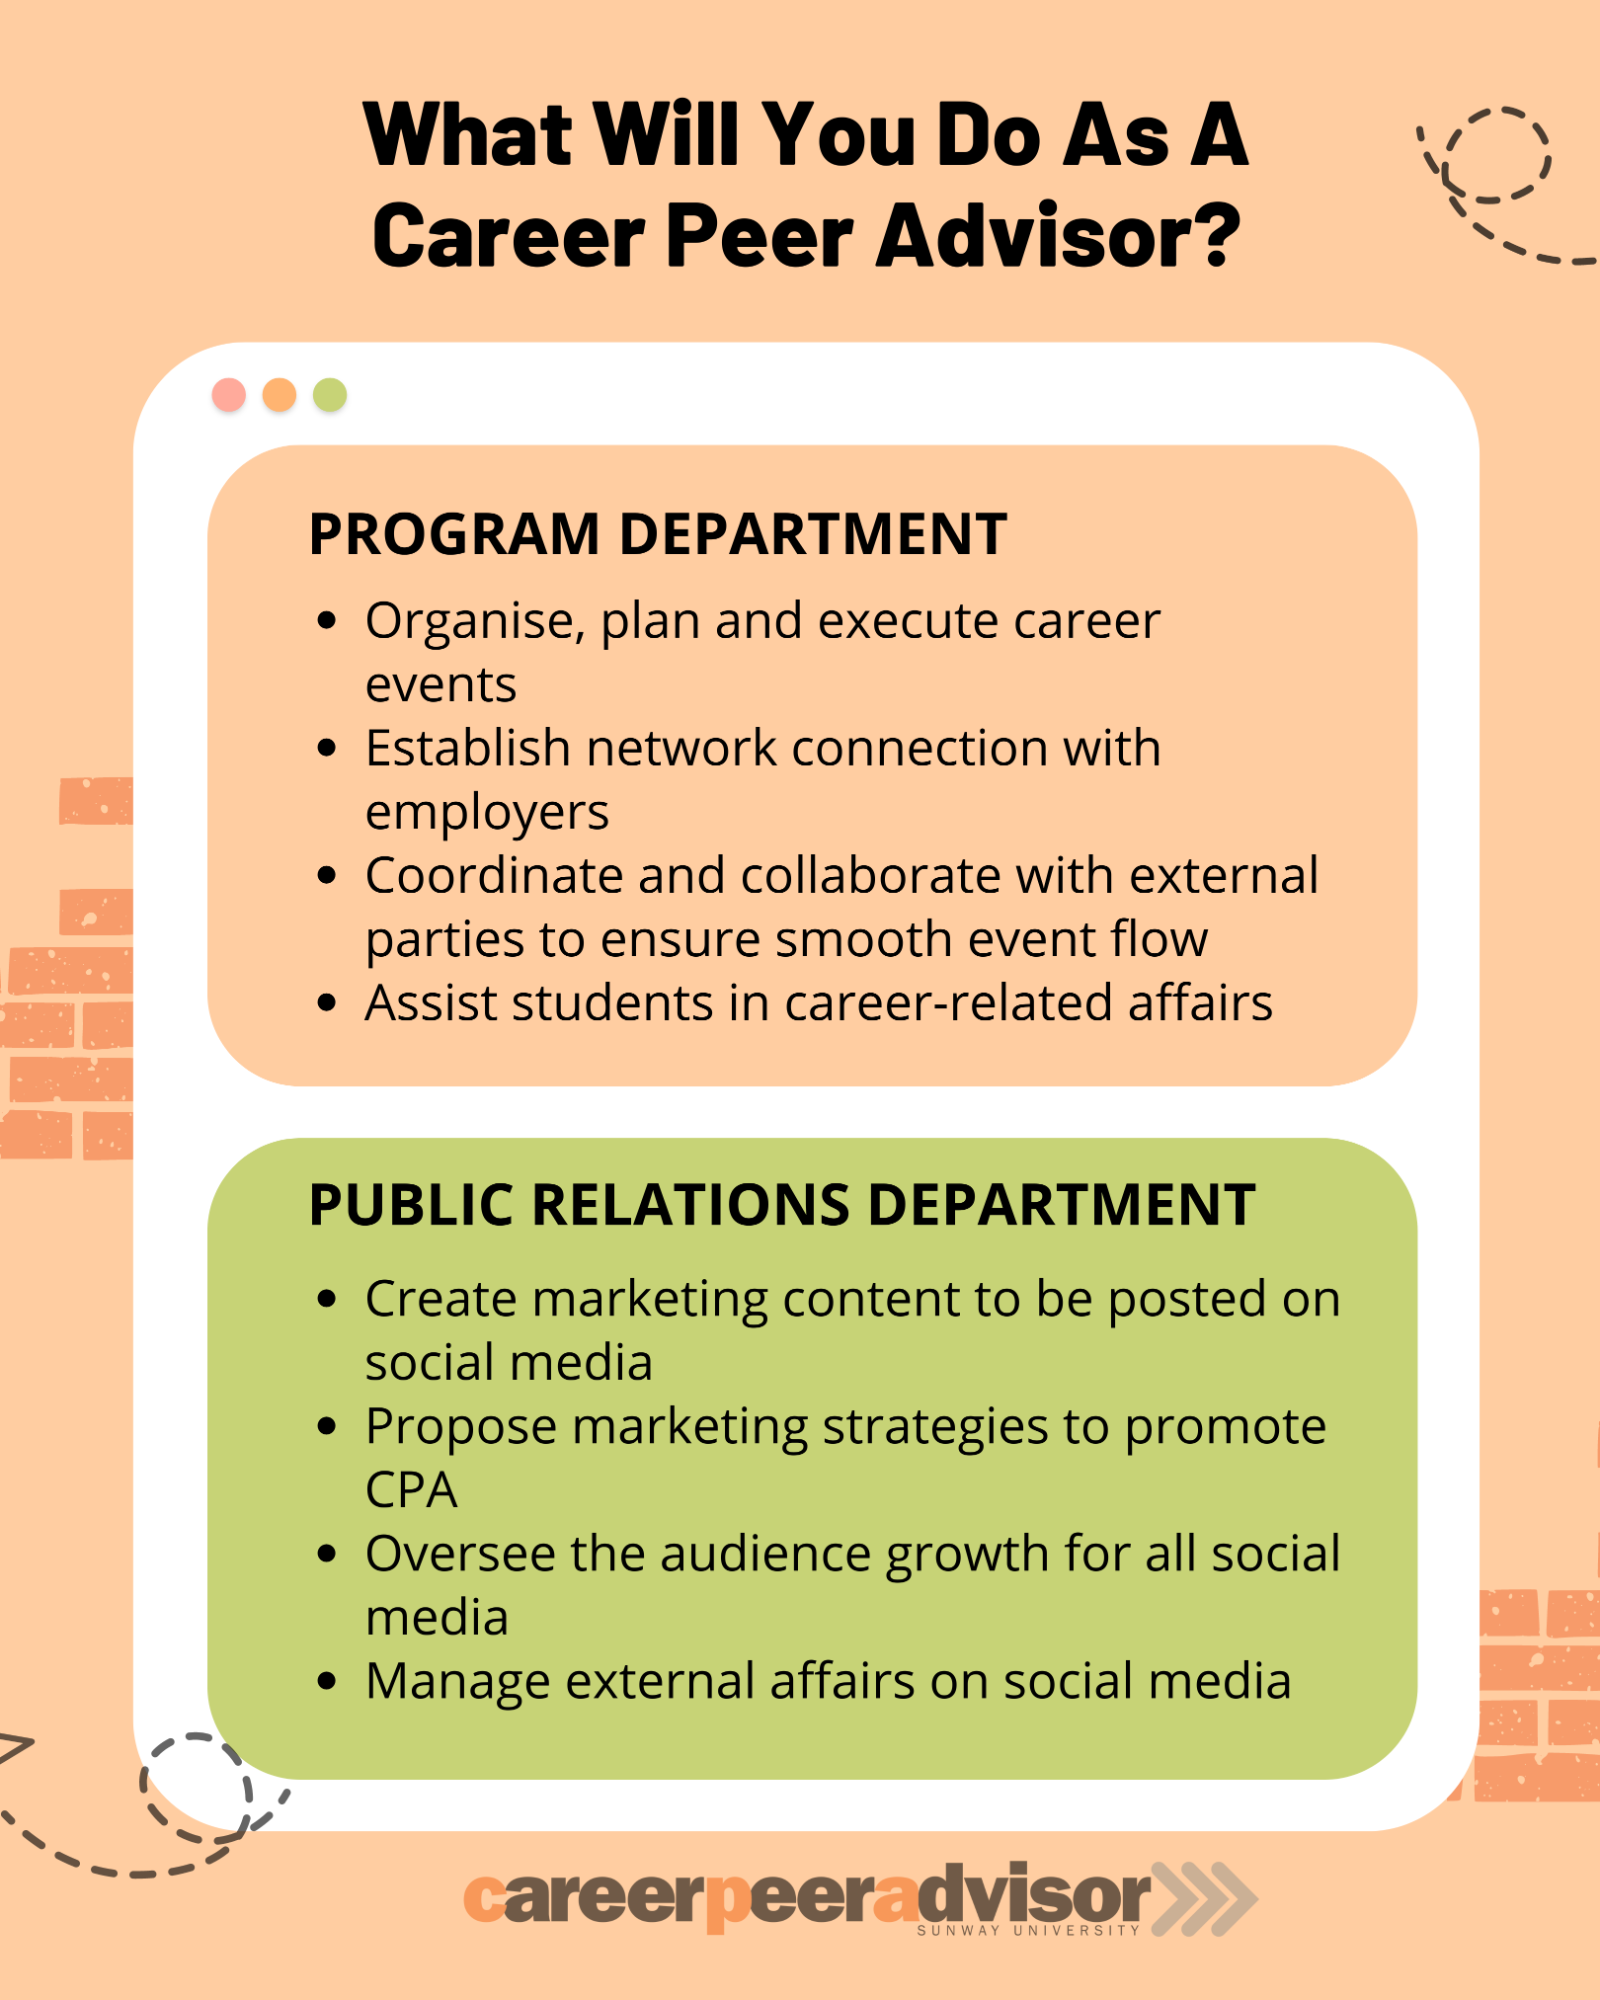 What Will You Do As A
Career Peer Advisor?
PROGRAM DEPARTMENT
• Organise, plan and execute career
events
• Establish network connection with
employers
• Coordinate and collaborate with external
parties to ensure smooth event flow
• Assist students in career-related affairs
PUBLIC RELATIONS DEPARTMENT
• Create marketing content to be posted on
social media
• Propose marketing strategies to promote
CPA
• Oversee the audience growth for all social
media
• Manage external affairs on social media
careerpeeradvisor
SUNWAY UNIVERSITY